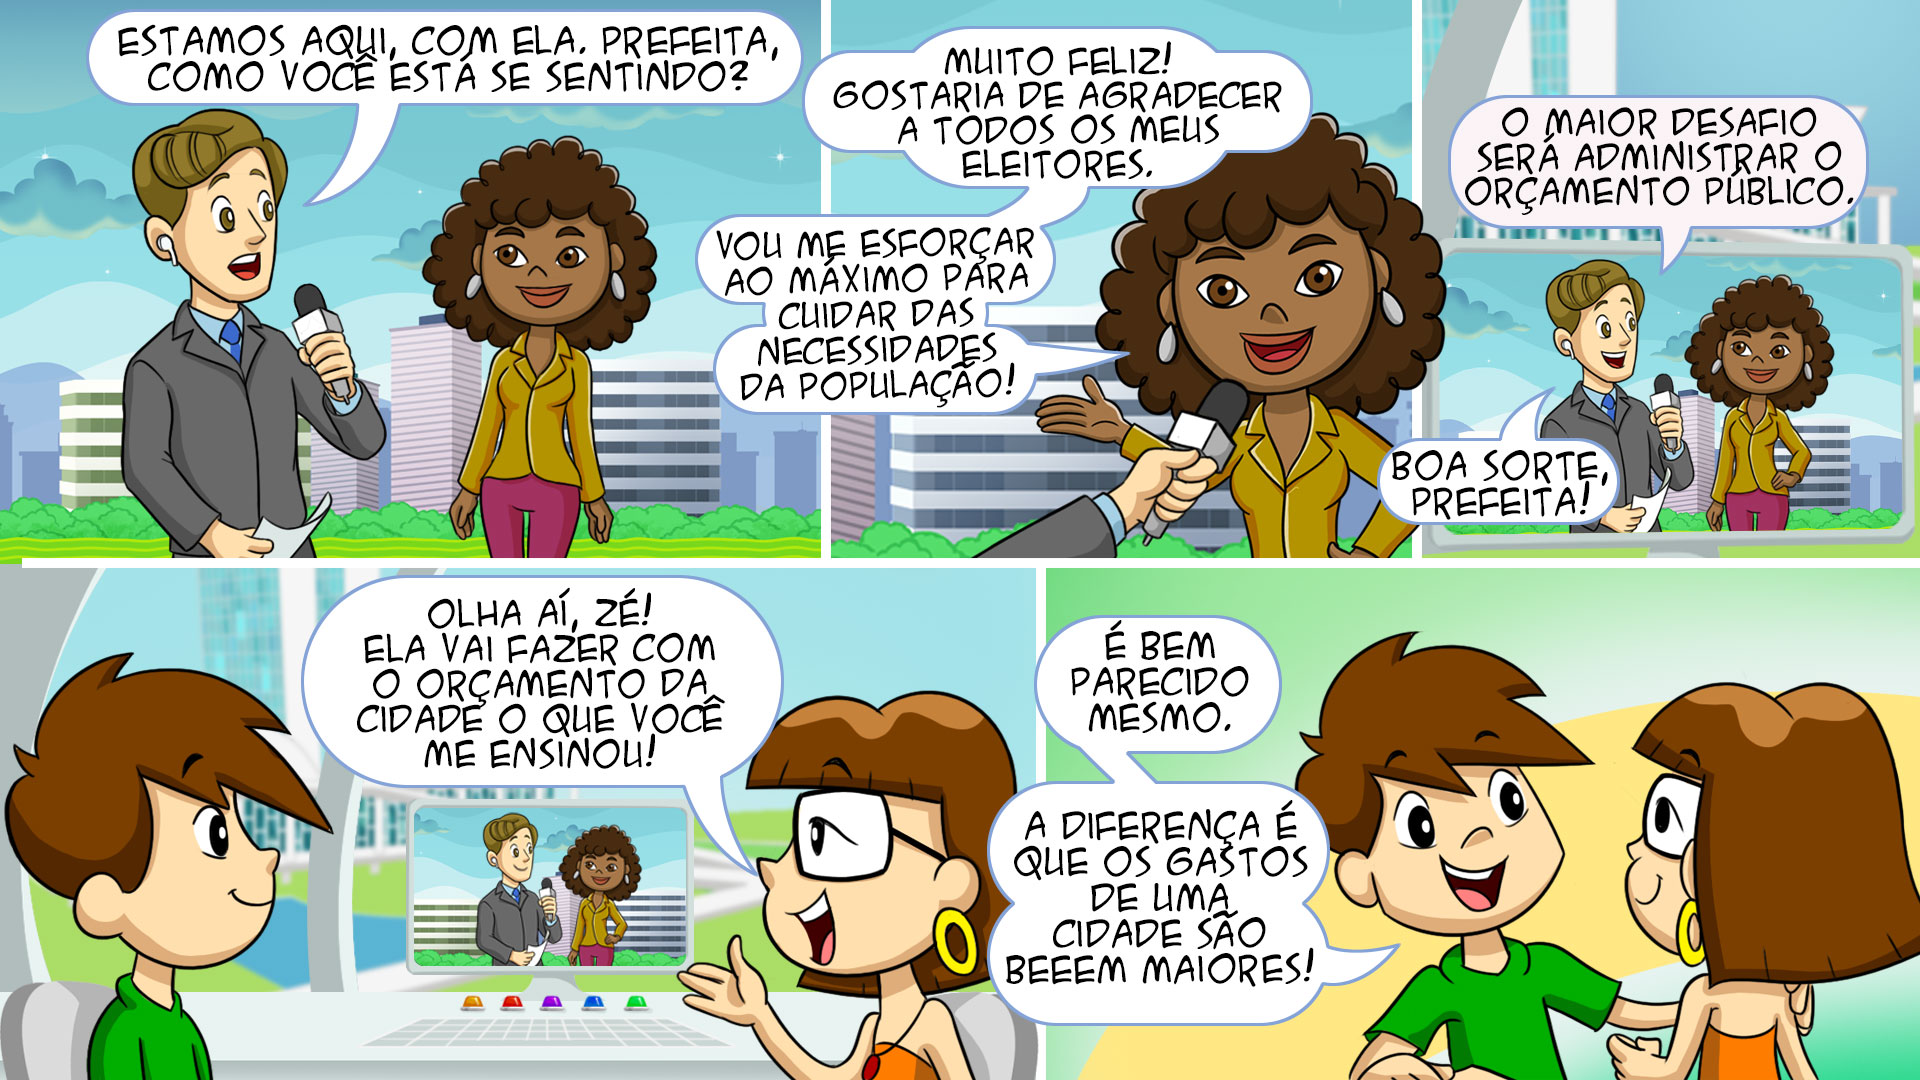 ESTAMOS AQUI, COM ELA. PREFEITA,
COMO VOCÊ ESTÁ SE SENTINDO?
MUITO FELIZ!
GOSTARIA DE AGRADECER
A TODOS OS MEUS
ELEITORES.
VOU ME ESFORÇAR
AO MÁXIMO PARA
CUIDAR DAS
NECESSIDADES
DA POPULAÇÃO!
O MAIOR DESAFIO
SERÁ ADMINISTRAR O
ORÇAMENTO PÚBLICO.
BOA SORTE,
PREFEITA!
OLHA AÍ, ZÉ!
ELA VAI FAZER COM
O ORÇAMENTO DA
CIDADE O QUE VOCÊ
ME ENSINOU!
É BEM
PARECIDO
MESMO.
A DIFERENÇA É
QUE OS GASTOS
DE UMA
CIDADE SÃO
BEEEM MAIORES!